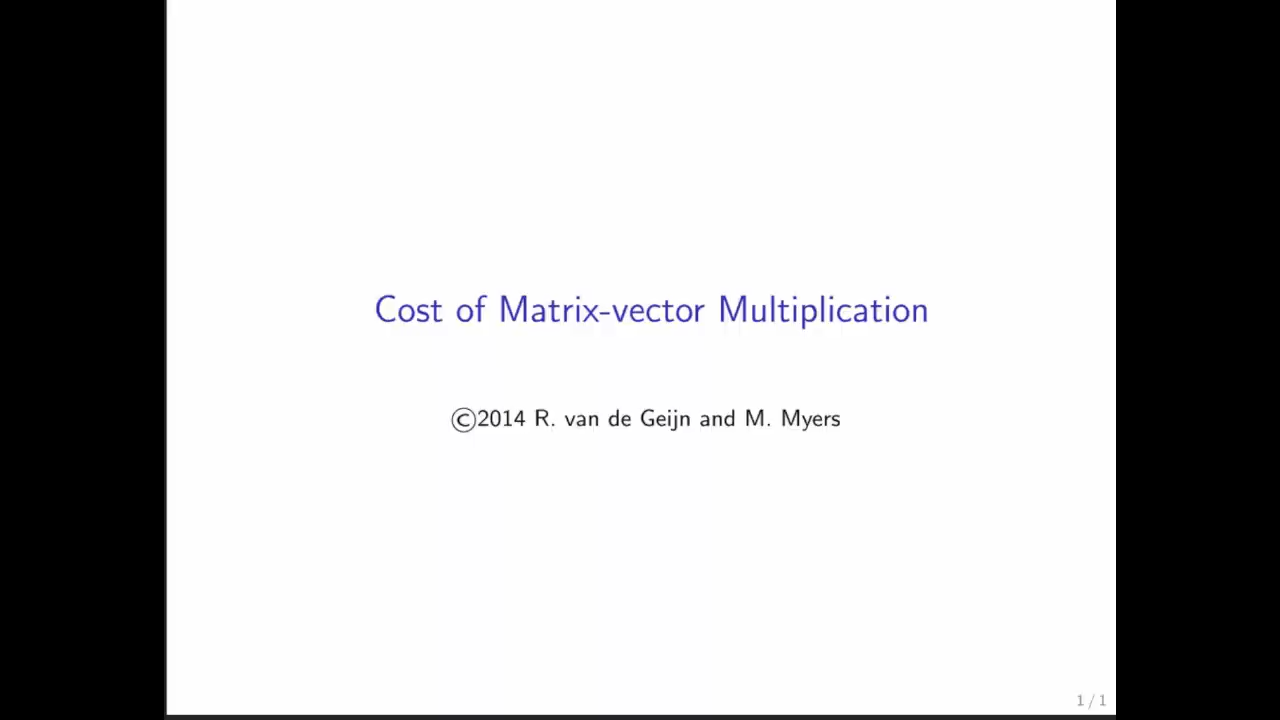 Cost of Matrix-vector Multiplication
©2014 R. van de Geijn and M. Myers
1 / 1